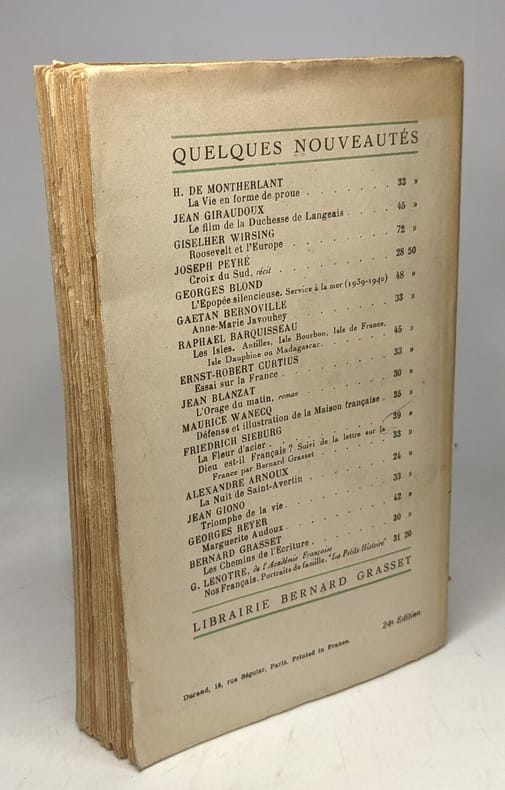 QUELQUES NOUVEAUTÉS
H. DE MONTHERLANT
La Vie en forme de proue . . . . . . . 33 »
JEAN GIRAUDOUX
Le film de la Duchesse de Langeais . . . . 45 »
GISELHER WIRSING
Roosevelt et l'Europe . . . . . . . . 72 »
JOSEPH PEYRÉ
Croix du Sud, récit . . . . . . . . 28 50
GEORGES BLOND
L'Epopée silencieuse. Service à la mer (1939-1940) 48 »
GAETAN BERNOVILLE
Anne-Marie Javouhey . . . . . . . . 33 »
RAPHAEL BARQUISSEAU
Les Isles. Antilles, Isle Bourbon, Isle de France,
Isle Dauphine ou Madagascar. . . . . . 45 »
ERNST-ROBERT CURTIUS
Essai sur la France . . . . . . . . 33 »
JEAN BLANZAT
L'Orage du matin, roman . . . . . . . 30 »
MAURICE WANECQ
Défense et illustration de la Maison française . 35 »
FRIEDRICH SIEBURG
La Fleur d'acier . . . . . . . . . 39 »
Dieu est-il Français ? Suivi de la lettre sur la
France par Bernard Grasset . . . . . . 33 »
ALEXANDRE ARNOUX
La Nuit de Saint-Avertin . . . . . . . 24 »
JEAN GIONO
Triomphe de la vie . . . . . . . . 33 »
GEORGES REYER
Marguerite Audoux . . . . . . . . 42 »
BERNARD GRASSET
Les Chemins de l'Ecriture . . . . . . . 30 »
G. LENOTRE, de l'Académie Française
Nos Français. Portraits de famille. "La Petite Histoire" 31 20
LIBRAIRIE BERNARD GRASSET
24e Edition
Durand, 18, rue Séguier, Paris. Printed in France.